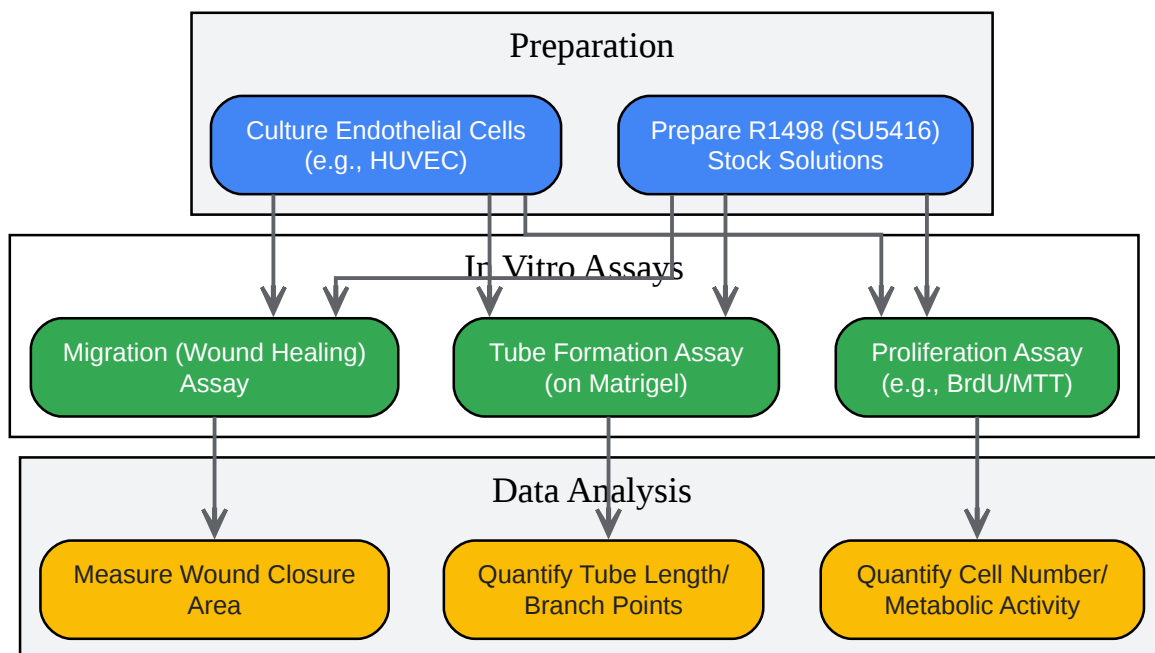 Preparation
Culture Endothelial Cells
(e.g., HUVEC)
Prepare R1498 (SU5416)
Stock Solutions
In Vitro Assays
Migration (Wound Healing)
Assay
Tube Formation Assay
(on Matrigel)
Proliferation Assay
(e.g., BrdU/MTT)
Data Analysis
Measure Wound Closure
Area
Quantify Tube Length/
Branch Points
Quantify Cell Number/
Metabolic Activity